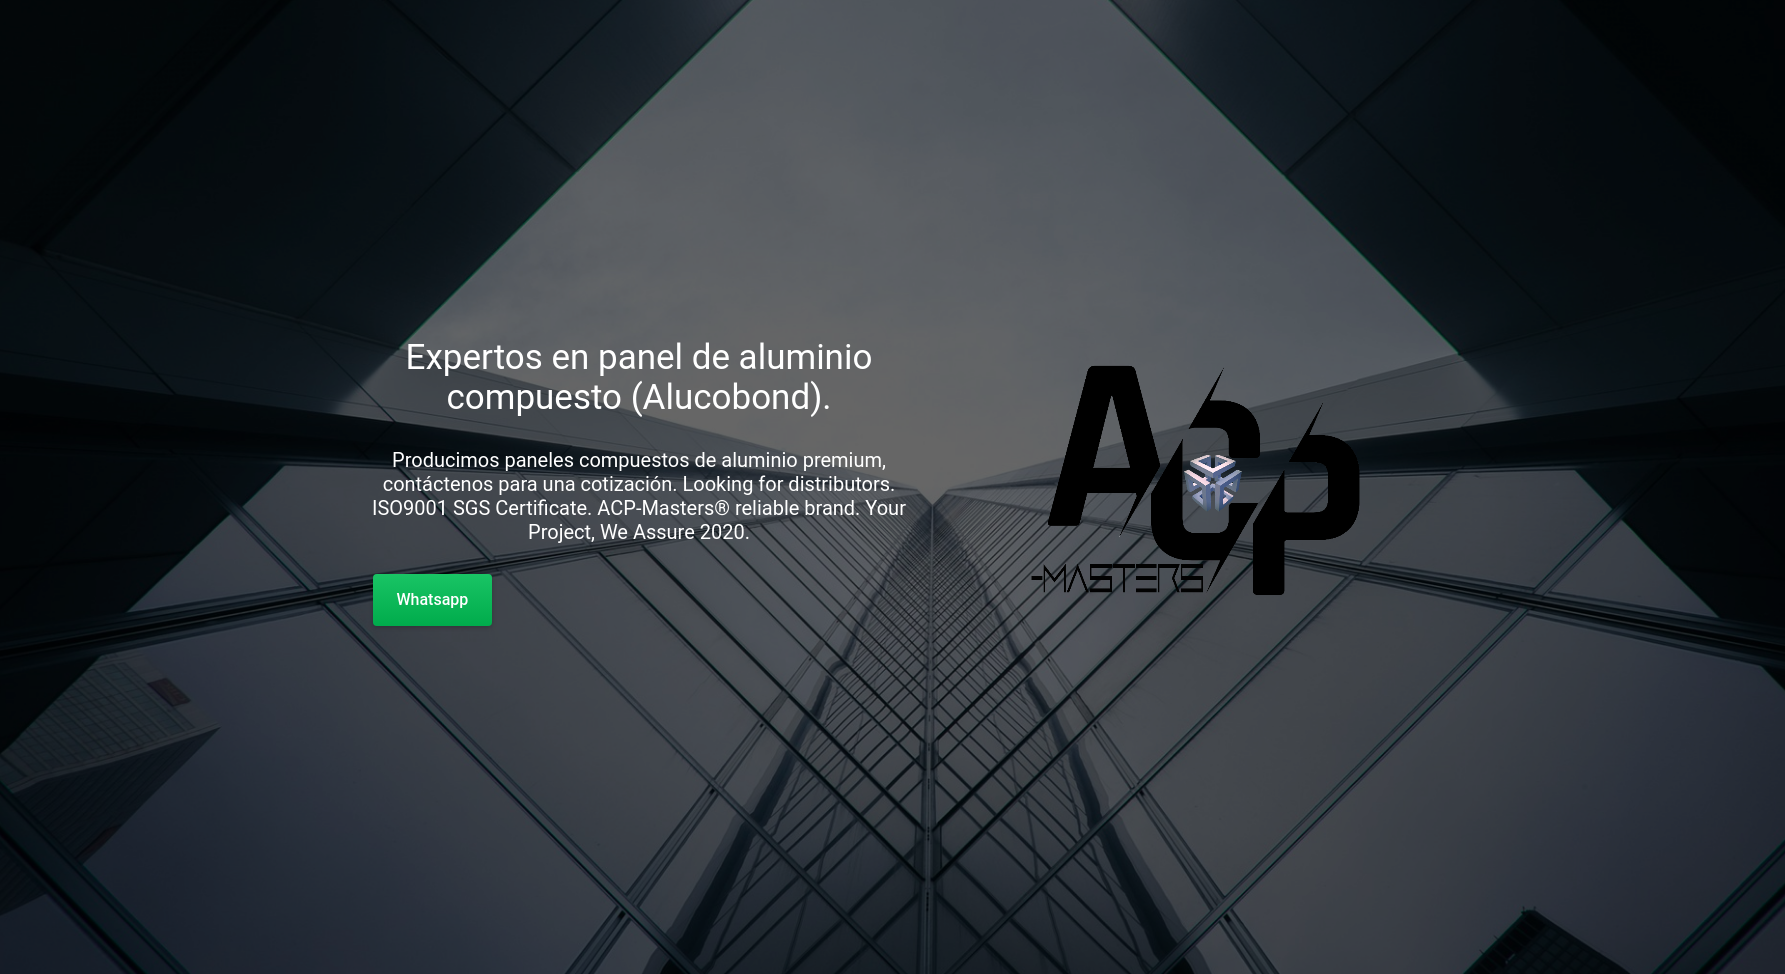 Expertos en panel de aluminio
compuesto (Alucobond).
Producimos paneles compuestos de aluminio premium,
contáctenos para una cotización. Looking for distributors.
ISO9001 SGS Certificate. ACP-Masters® reliable brand. Your
Project, We Assure 2020.
Whatsapp
ACP
-MASTERS